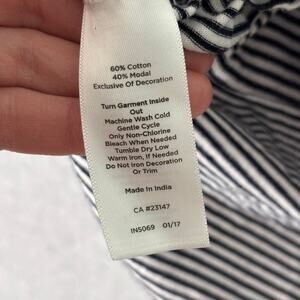 60% Cotton
40% Modal
Exclusive Of Decoration
Turn Garment Inside
Out
Machine Wash Cold
Gentle Cycle
Only Non-Chlorine
Bleach When Needed
Tumble Dry Low
Warm Iron, If Needed
Do Not Iron Decoration
Or Trim
Made In India
CA #23147
IN5069 01/17